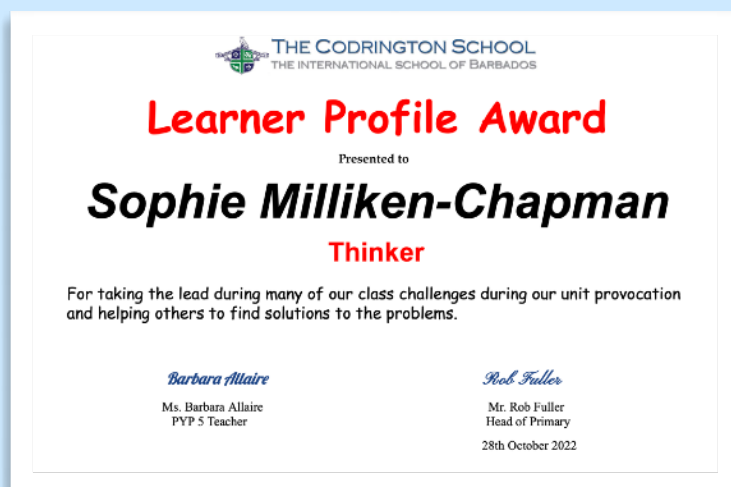 THE CODRINGTON SCHOOL
THE INTERNATIONAL SCHOOL OF BARBADOS
Learner Profile Award
Presented to
Sophie Milliken-Chapman
Thinker
For taking the lead during many of our class challenges during our unit provocation
and helping others to find solutions to the problems.
Barbara Allaire
Ms. Barbara Allaire
PYP 5 Teacher
Rob Fuller
Mr. Rob Fuller
Head of Primary
28th October 2022